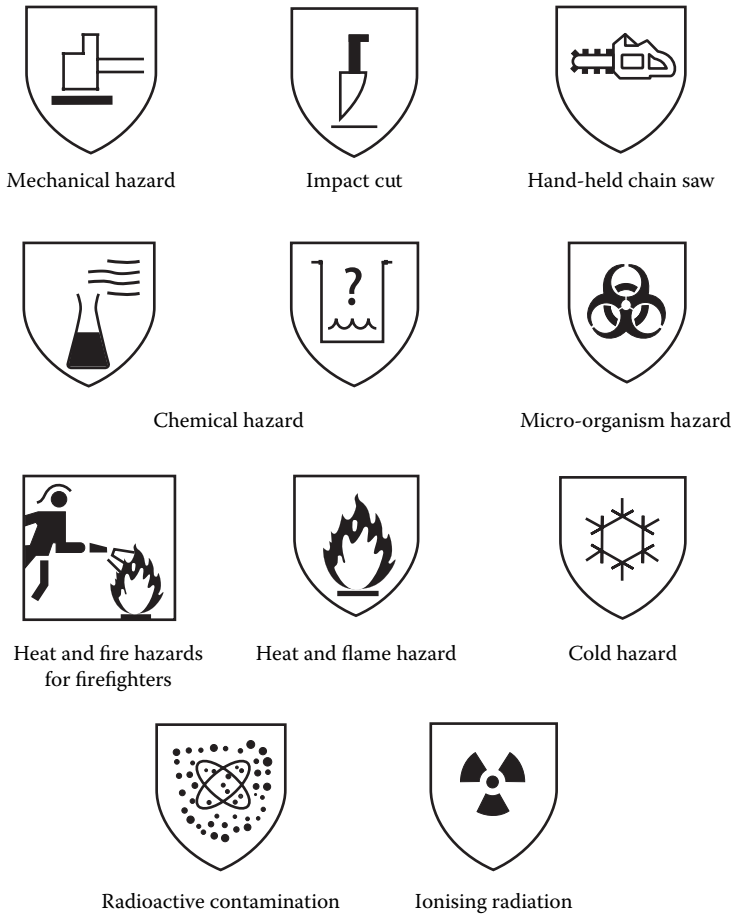 Mechanical hazard
Impact cut
Hand-held chain saw
?
Chemical hazard
Micro-organism hazard
Heat and fire hazards
for firefighters
Heat and flame hazard
Cold hazard
Radioactive contamination
Ionising radiation